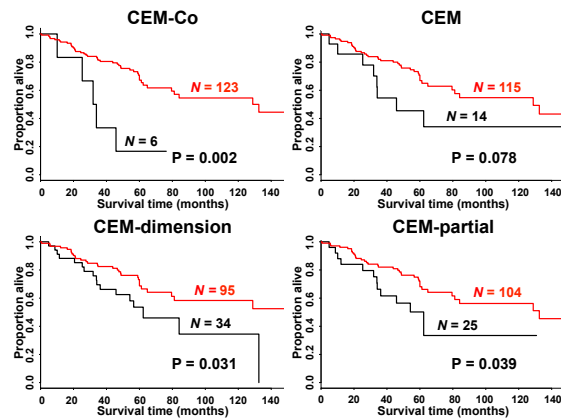 CEM-Co
Proportion alive
1.0
0.8
0.6
0.4
0.2
0.0
N = 123
N = 6
P = 0.002
0 20 40 60 80 100 120 140
Survival time (months)
CEM
Proportion alive
1.0
0.8
0.6
0.4
0.2
0.0
N = 115
N = 14
P = 0.078
0 20 40 60 80 100 120 140
Survival time (months)
CEM-dimension
Proportion alive
1.0
0.8
0.6
0.4
0.2
0.0
N = 95
N = 34
P = 0.031
0 20 40 60 80 100 120 140
Survival time (months)
CEM-partial
Proportion alive
1.0
0.8
0.6
0.4
0.2
0.0
N = 104
N = 25
P = 0.039
0 20 40 60 80 100 120 140
Survival time (months)